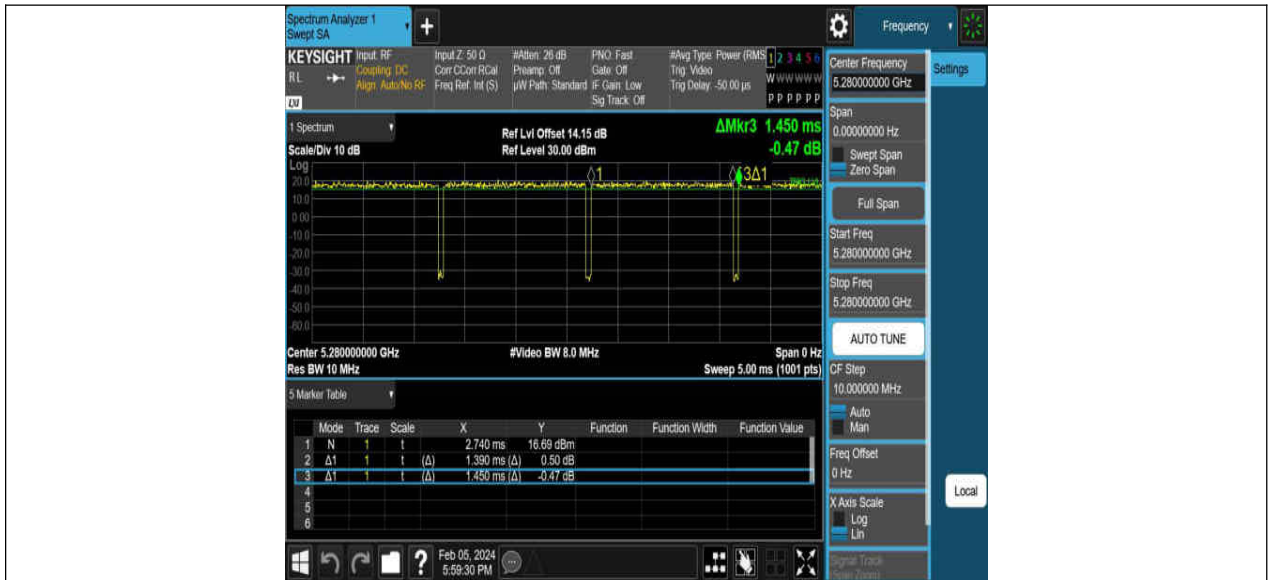 Spectrum Analyzer 1
Swept SA
+
Frequency
KEYSIGHT
RL
LXI
Input: RF
Coupling: DC
Align: Auto/No RF
Input Z: 50 Ω
Corr CCorr RCal
Freq Ref: Int (S)
#Atten: 26 dB
Preamp: Off
µW Path: Standard
PNO: Fast
Gate: Off
IF Gain: Low
Sig Track: Off
#Avg Type: Power (RMS
Trig: Video
Trig Delay: -50.00 µs
1 2 3 4 5 6
W W W W W W
P P P P P P
1 Spectrum
Scale/Div 10 dB
Ref Lvl Offset 14.15 dB
Ref Level 30.00 dBm
ΔMkr3 1.450 ms
-0.47 dB
Log
20.0
10.0
0.00
-10.0
-20.0
-30.0
-40.0
-50.0
-60.0
1
3Δ1
Center 5.280000000 GHz
#Video BW 8.0 MHz
Span 0 Hz
Res BW 10 MHz
Sweep 5.00 ms (1001 pts)
5 Marker Table
Mode Trace Scale X Y Function Function Width Function Value
1 N 1 t 2.740 ms 16.69 dBm
2 Δ1 1 t (Δ) 1.390 ms (Δ) 0.50 dB
3 Δ1 1 t (Δ) 1.450 ms (Δ) -0.47 dB
4
5
6
?
Feb 05, 2024
5:59:30 PM
Center Frequency
5.280000000 GHz
Settings
Span
0.00000000 Hz
Swept Span
Zero Span
Full Span
Start Freq
5.280000000 GHz
Stop Freq
5.280000000 GHz
AUTO TUNE
CF Step
10.000000 MHz
Auto
Man
Freq Offset
0 Hz
X Axis Scale
Log
Lin
Signal Track
(Span Zoom)
Local